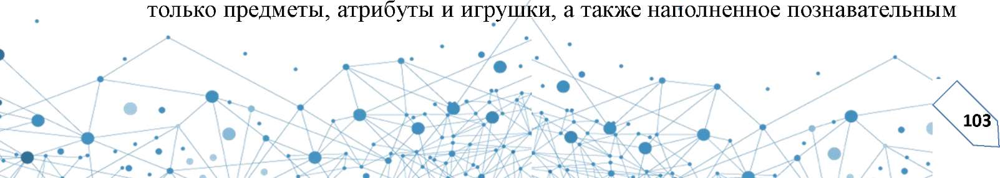 только предметы, атрибуты и игрушки, а также наполненное познавательным
103